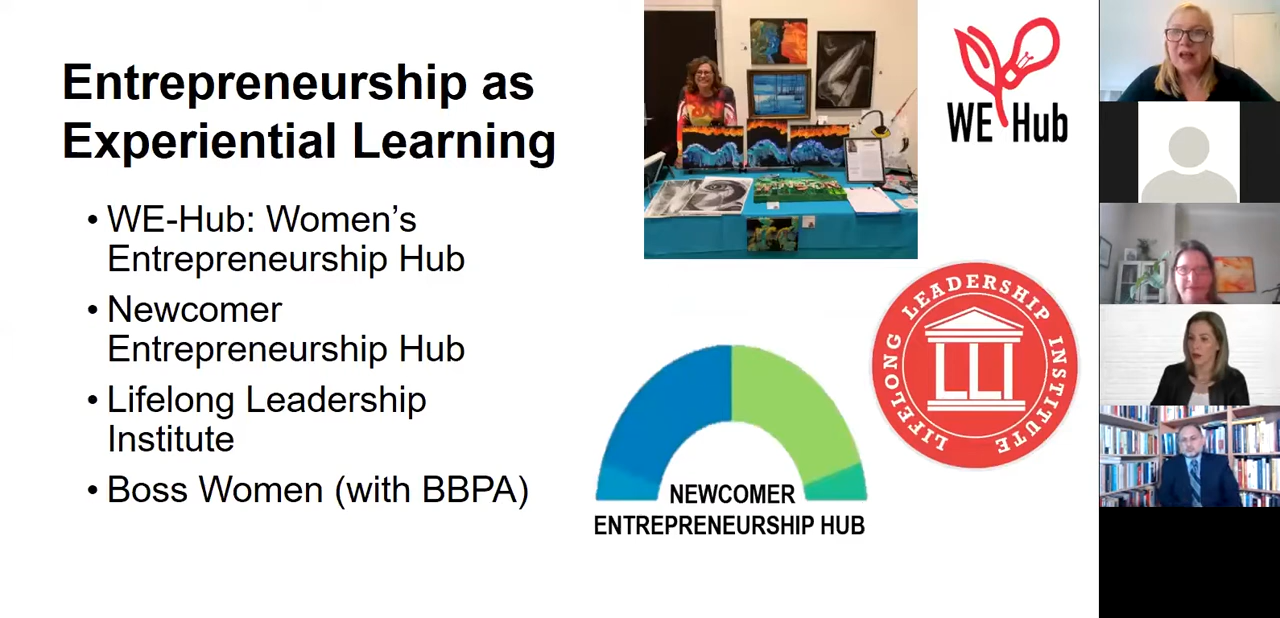 Entrepreneurship as
Experiential Learning
• WE-Hub: Women’s
Entrepreneurship Hub
• Newcomer
Entrepreneurship Hub
• Lifelong Leadership
Institute
• Boss Women (with BBPA)
WE Hub
NEWCOMER
ENTREPRENEURSHIP HUB
LIFELONG LEADERSHIP INSTITUTE
LLI